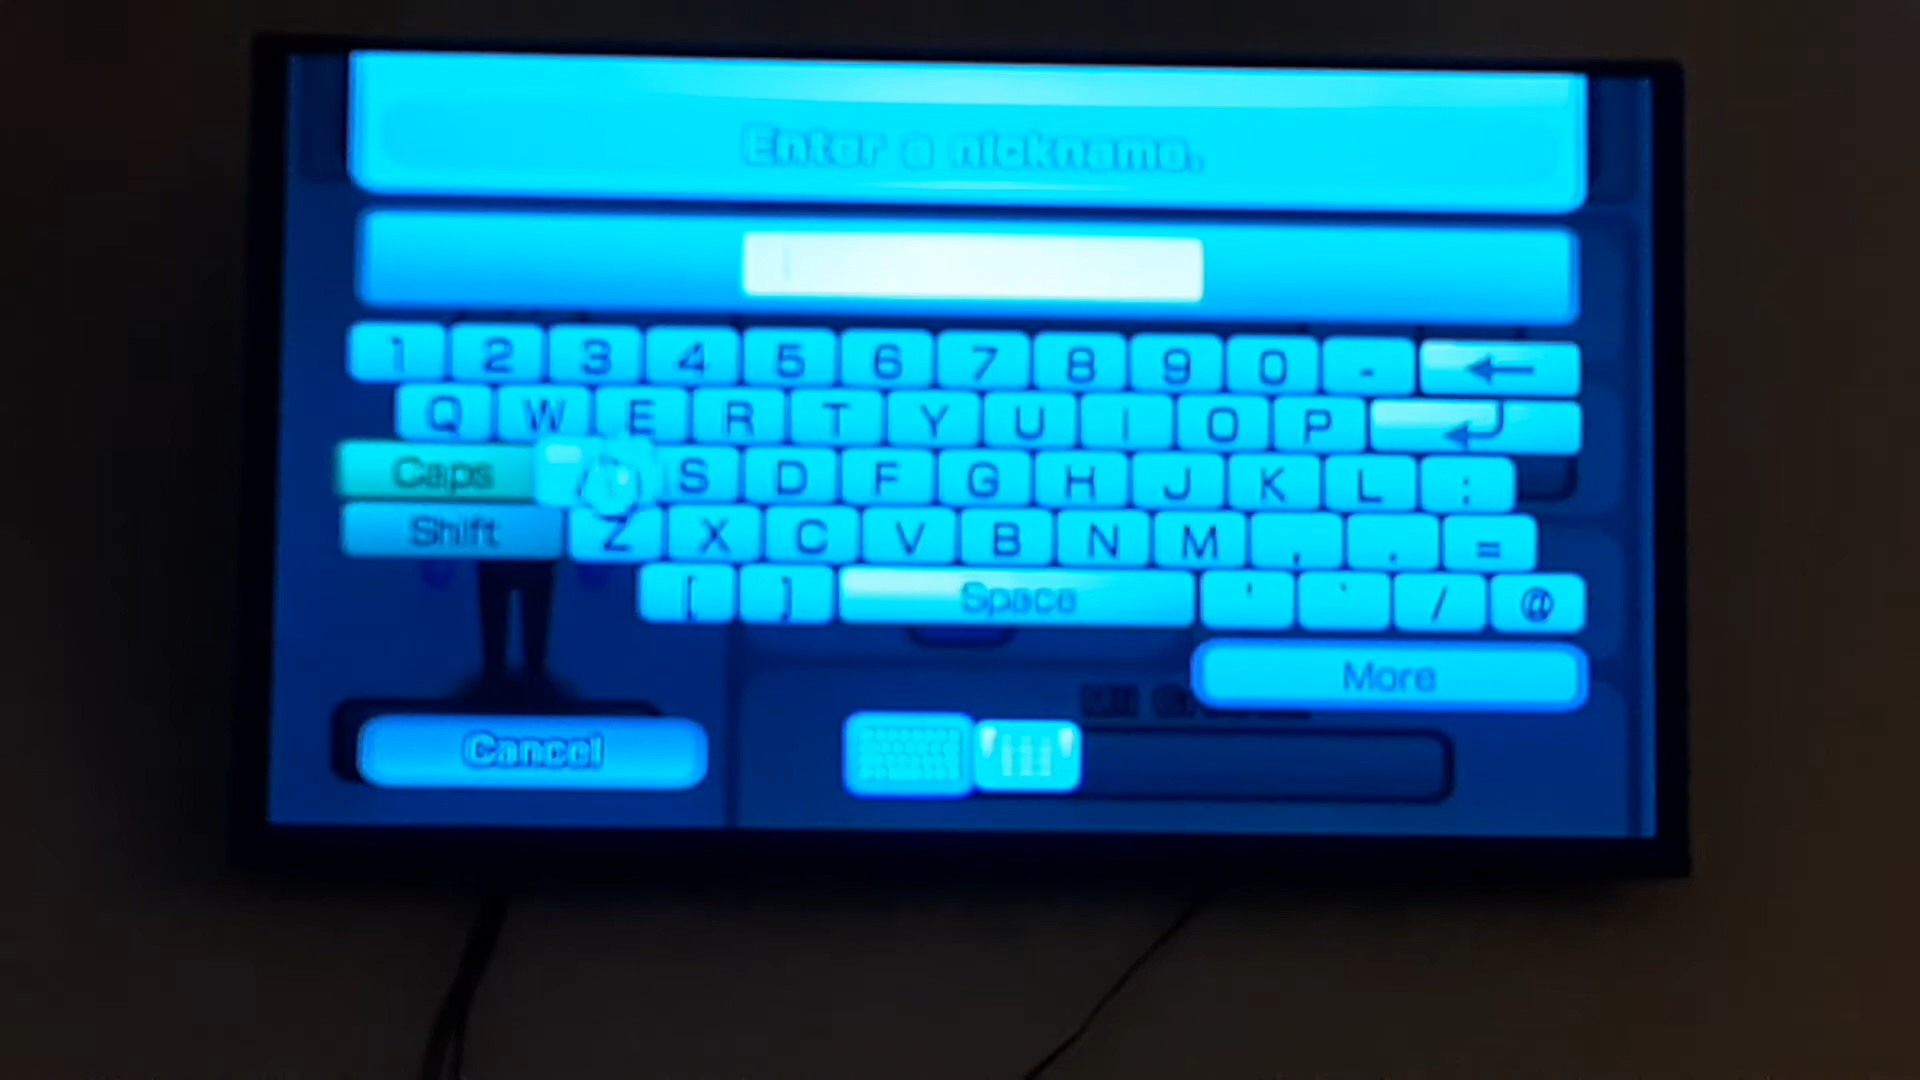 Enter a nickname.
1 2 3 4 5 6 7 8 9 0 - ←
Q W E R T Y U I O P ↵
Caps A S D F G H J K L :
Shift Z X C V B N M , . =
[ ] Space ' ` / @
More
Cancel